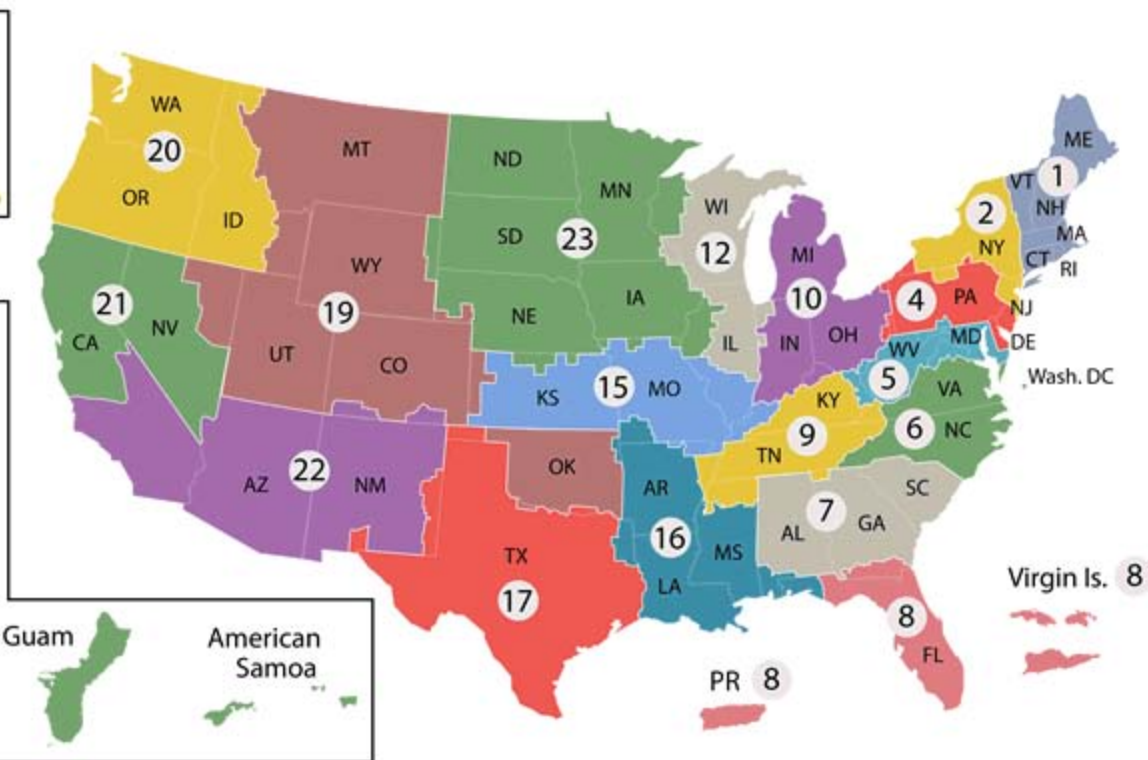 WA
20
OR
ID
MT
WY
19
UT
CO
ND
MN
SD
23
NE
IA
WI
12
IL
MI
10
IN
OH
ME
VT
1
NH
MA
CT
RI
2
NY
4
PA
NJ
DE
MD
WV
5
Wash. DC
21
CA
NV
KS
15
MO
KY
9
TN
VA
6
NC
22
AZ
NM
OK
AR
16
MS
LA
7
AL
GA
SC
TX
17
8
FL
Virgin Is. 8
PR 8
Guam
American
Samoa